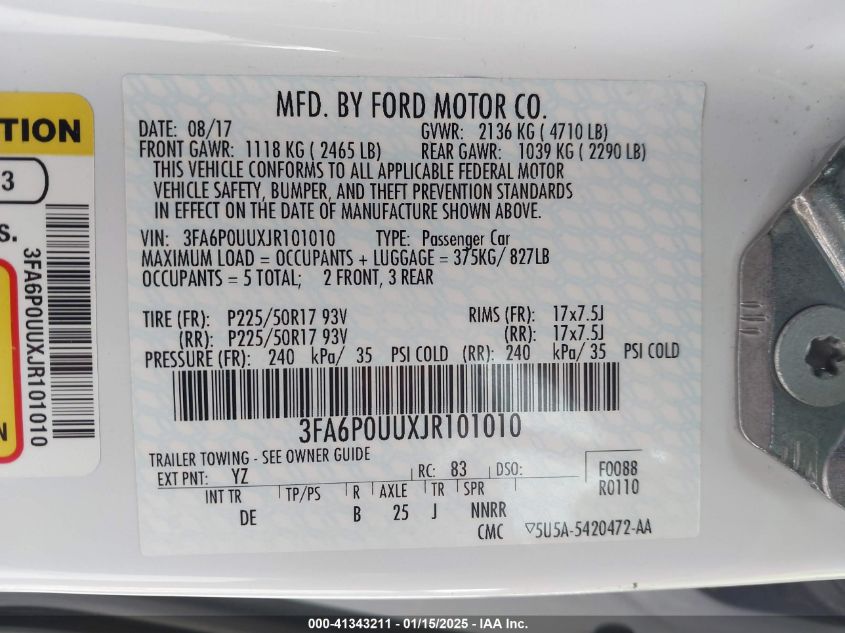 MFD. BY FORD MOTOR CO.
DATE: 08/17 GVWR: 2136 KG ( 4710 LB)
FRONT GAWR: 1118 KG ( 2465 LB) REAR GAWR: 1039 KG ( 2290 LB)
THIS VEHICLE CONFORMS TO ALL APPLICABLE FEDERAL MOTOR
VEHICLE SAFETY, BUMPER, AND THEFT PREVENTION STANDARDS
IN EFFECT ON THE DATE OF MANUFACTURE SHOWN ABOVE.
VIN: 3FA6P0UUXJR101010 TYPE: Passenger Car
MAXIMUM LOAD = OCCUPANTS + LUGGAGE = 375KG/ 827LB
OCCUPANTS = 5 TOTAL; 2 FRONT, 3 REAR
TIRE (FR): P225/50R17 93V RIMS (FR): 17x7.5J
(RR): P225/50R17 93V (RR): 17x7.5J
PRESSURE (FR): 240 kPa/ 35 PSI COLD (RR): 240 kPa/ 35 PSI COLD
3FA6P0UUXJR101010
TRAILER TOWING - SEE OWNER GUIDE
EXT PNT: YZ RC: 83 DSO: F0088
R0110
INT TR TP/PS R AXLE TR SPR
DE B 25 J NNRR
CMC ▽5U5A-5420472-AA
TION
3
S.
3FA6P0UUXJR101010
N
000-41343211 - 01/15/2025 - IAA Inc.